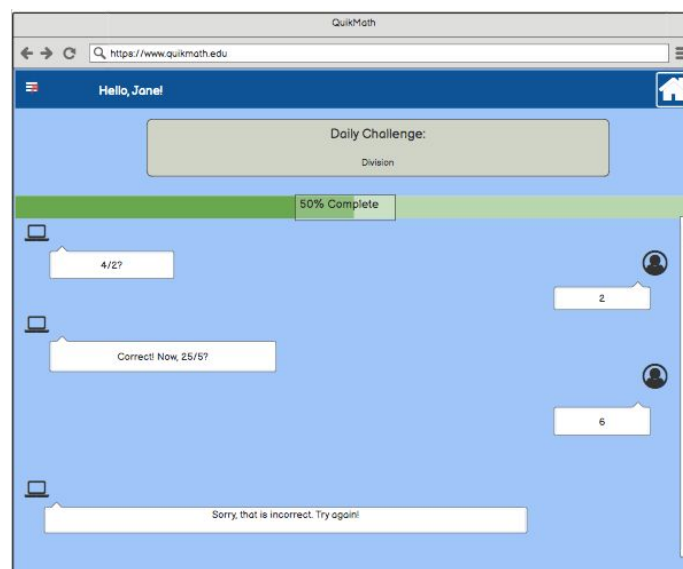 QuikMath
https://www.quikmath.edu
Hello, Jane!
Daily Challenge:
Division
50% Complete
4/2?
2
Correct! Now, 25/5?
6
Sorry, that is incorrect. Try again!